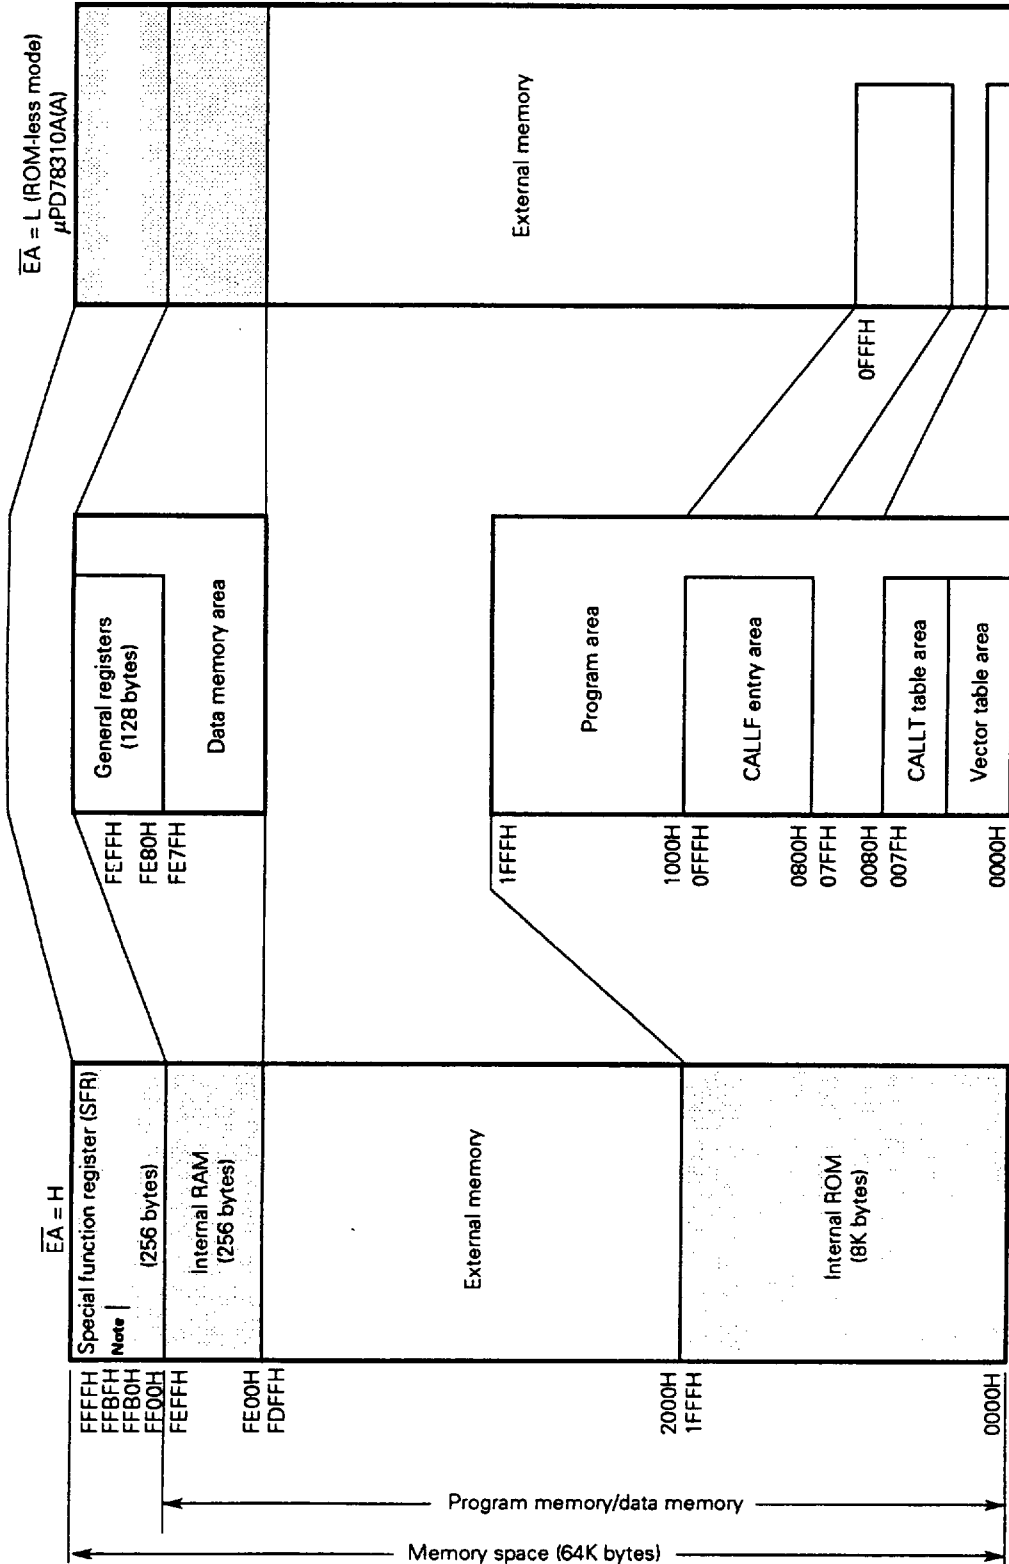 EA = H
FFFFH
FFBFH
FFB0H
FF00H
FEFFH
FE00H
FDFFH
2000H
1FFFH
0000H
Special function register (SFR)
Note
(256 bytes)
Internal RAM
(256 bytes)
External memory
Internal ROM
(8K bytes)
Program memory/data memory
Memory space (64K bytes)
FEFFH
FE80H
FE7FH
General registers
(128 bytes)
Data memory area
1FFFH
1000H
0FFFH
0800H
07FFH
0080H
007FH
0000H
Program area
CALLF entry area
CALLT table area
Vector table area
EA = L (ROM-less mode)
μPD78310A(A)
External memory
0FFFH